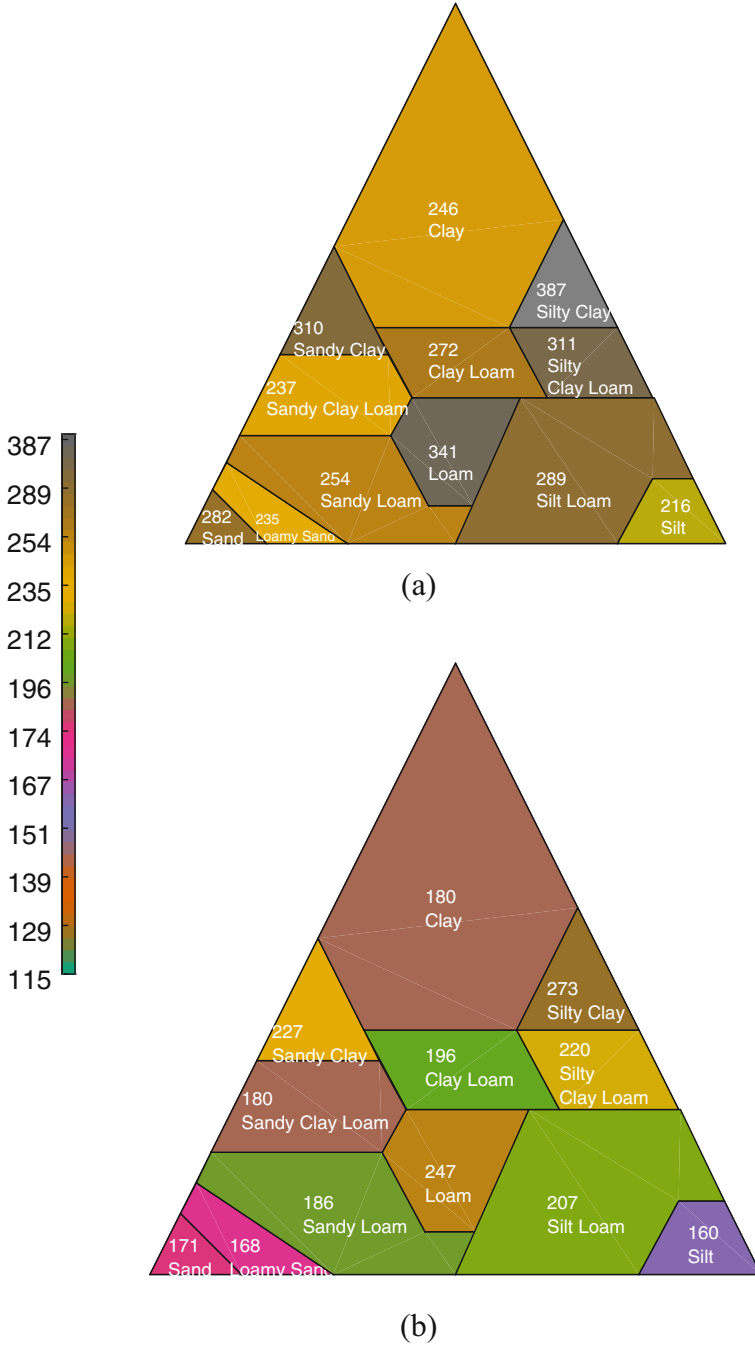 246
Clay
387
Silty Clay
310
Sandy Clay
272
Clay Loam
311
Silty
Clay Loam
237
Sandy Clay Loam
341
Loam
254
Sandy Loam
289
Silt Loam
216
Silt
282
Sand
235
Loamy Sand
(a)
387
289
254
235
212
196
174
167
151
139
129
115
180
Clay
273
Silty Clay
227
Sandy Clay
196
Clay Loam
220
Silty
Clay Loam
180
Sandy Clay Loam
247
Loam
186
Sandy Loam
207
Silt Loam
160
Silt
171
Sand
168
Loamy Sand
(b)